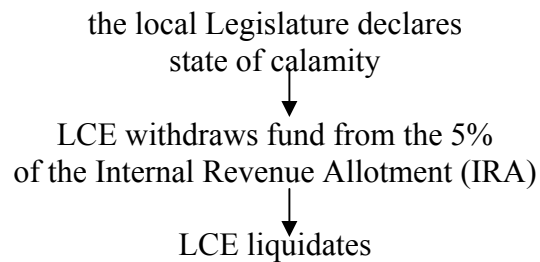 the local Legislature declares
state of calamity
LCE withdraws fund from the 5%
of the Internal Revenue Allotment (IRA)
LCE liquidates